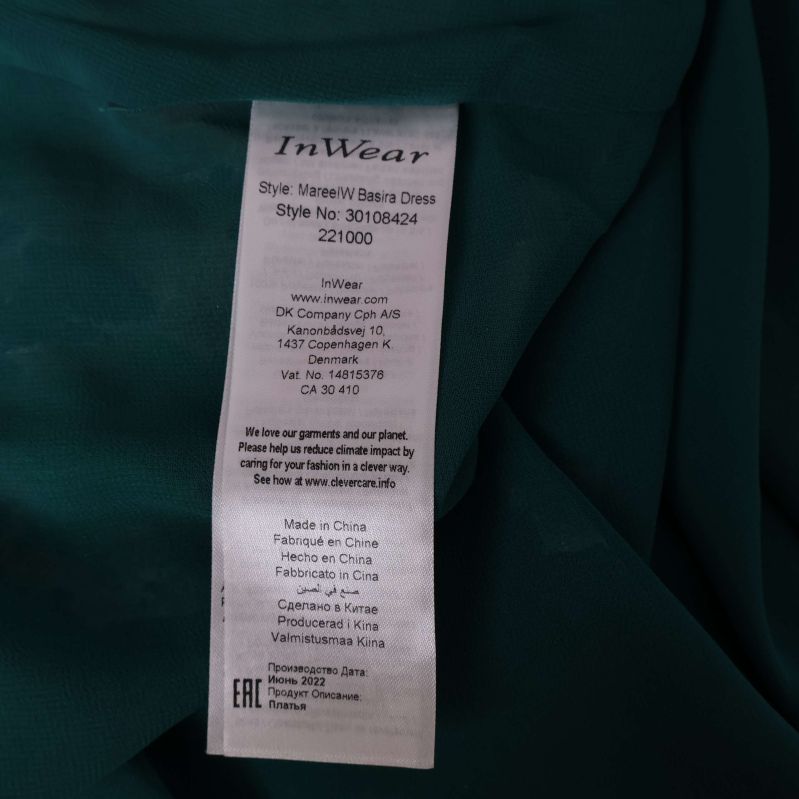 InWear
Style: MareeIW Basira Dress
Style No: 30108424
221000
InWear
www.inwear.com
DK Company Cph A/S
Kanonbådsvej 10,
1437 Copenhagen K.
Denmark
Vat. No. 14815376
CA 30 410
We love our garments and our planet.
Please help us reduce climate impact by
caring for your fashion in a clever way.
See how at www.clevercare.info
Made in China
Fabriqué en Chine
Hecho en China
Fabbricato in Cina
صنع في الصين
Сделано в Китае
Producerad i Kina
Valmistusmaa Kiina
Производство Дата:
Июнь 2022
EAC Продукт Описание:
Платья